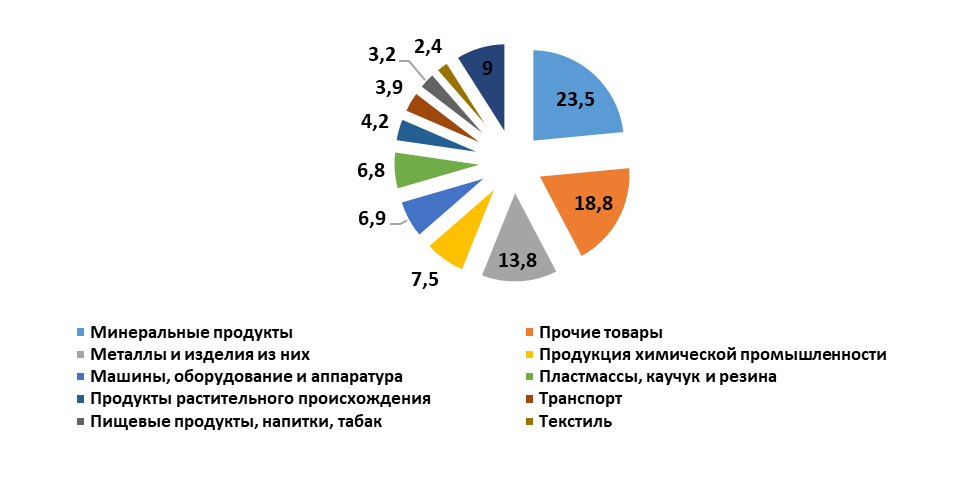 2,4
3,2
9
3,9
23,5
4,2
6,8
18,8
6,9
13,8
7,5
Минеральные продукты
Прочие товары
Металлы и изделия из них
Продукция химической промышленности
Машины, оборудование и аппаратура
Пластмассы, каучук и резина
Продукты растительного происхождения
Транспорт
Пищевые продукты, напитки, табак
Текстиль